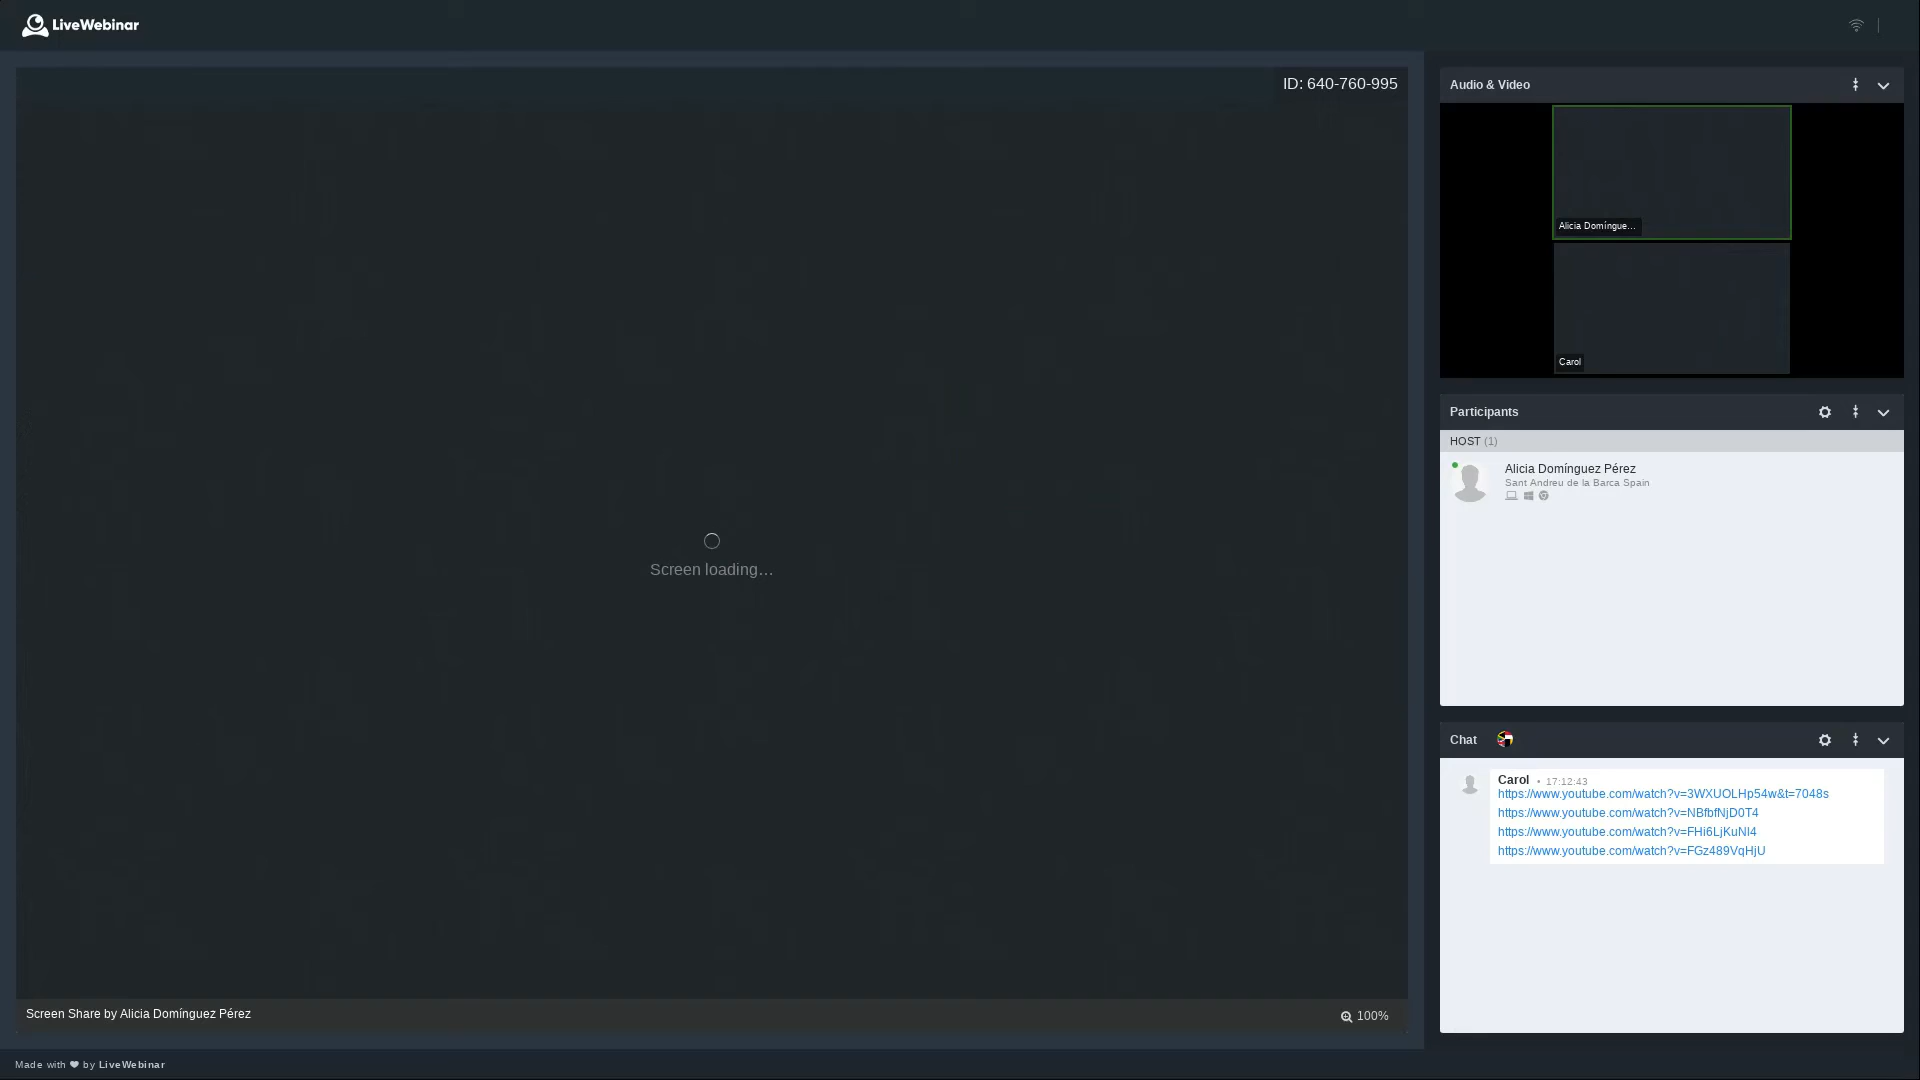 LiveWebinar
ID: 640-760-995
Screen loading...
Screen Share by Alicia Domínguez Pérez
100%
Audio & Video
Alicia Domíngue...
Carol
Participants
HOST (1)
Alicia Domínguez Pérez
Sant Andreu de la Barca Spain
Chat
Carol • 17:12:43
https://www.youtube.com/watch?v=3WXUOLHp54w&t=7048s
https://www.youtube.com/watch?v=NBfbfNjD0T4
https://www.youtube.com/watch?v=FHi6LjKuNl4
https://www.youtube.com/watch?v=FGz489VqHjU
Made with ❤ by LiveWebinar